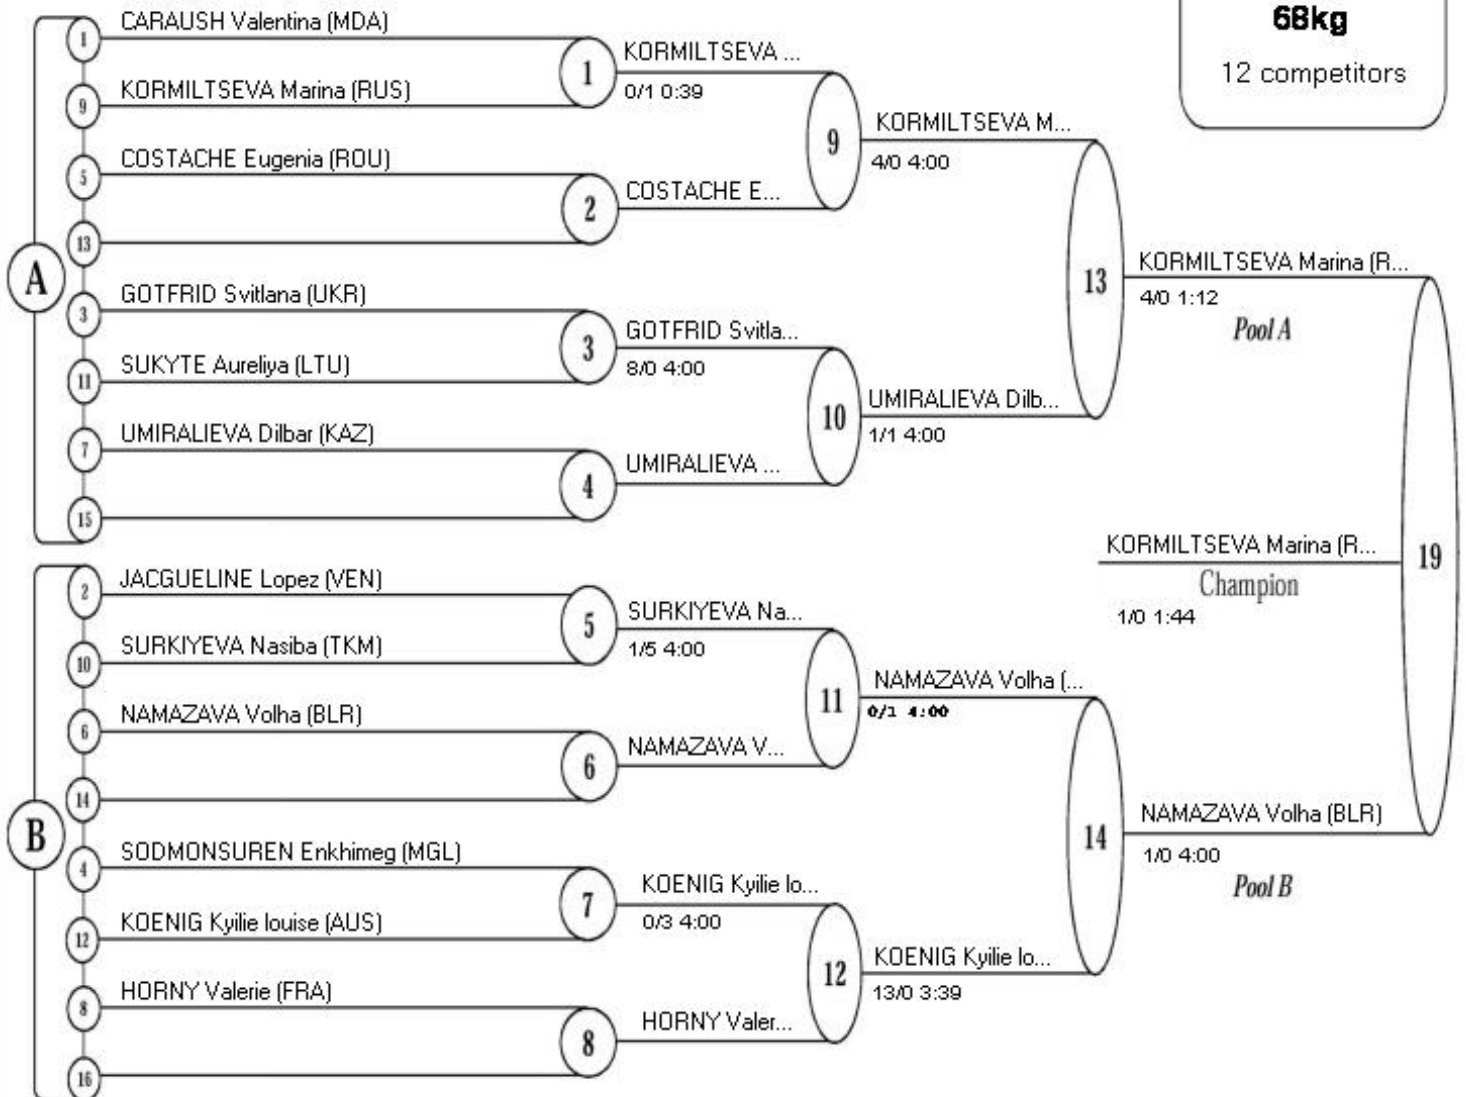 68kg
12 competitors
A
1
CARAUSH Valentina (MDA)
9
KORMILTSEVA Marina (RUS)
5
COSTACHE Eugenia (ROU)
13
3
GOTFRID Svitlana (UKR)
11
SUKYTE Aureliya (LTU)
7
UMIRALIEVA Dilbar (KAZ)
15
1
KORMILTSEVA ...
0/1 0:39
2
COSTACHE E...
3
GOTFRID Svitla...
8/0 4:00
4
UMIRALIEVA ...
9
KORMILTSEVA M...
4/0 4:00
10
UMIRALIEVA Dilb...
1/1 4:00
13
KORMILTSEVA Marina (R...
4/0 1:12
Pool A
B
2
JACGUELINE Lopez (VEN)
10
SURKIYEVA Nasiba (TKM)
6
NAMAZAVA Volha (BLR)
14
4
SODMONSUREN Enkhimeg (MGL)
12
KOENIG Kyilie louise (AUS)
8
HORNY Valerie (FRA)
16
5
SURKIYEVA Na...
1/5 4:00
6
NAMAZAVA V...
7
KOENIG Kyilie lo...
0/3 4:00
8
HORNY Valer...
11
NAMAZAVA Volha (...
0/1 4:00
12
KOENIG Kyilie lo...
13/0 3:39
14
NAMAZAVA Volha (BLR)
1/0 4:00
Pool B
19
KORMILTSEVA Marina (R...
Champion
1/0 1:44